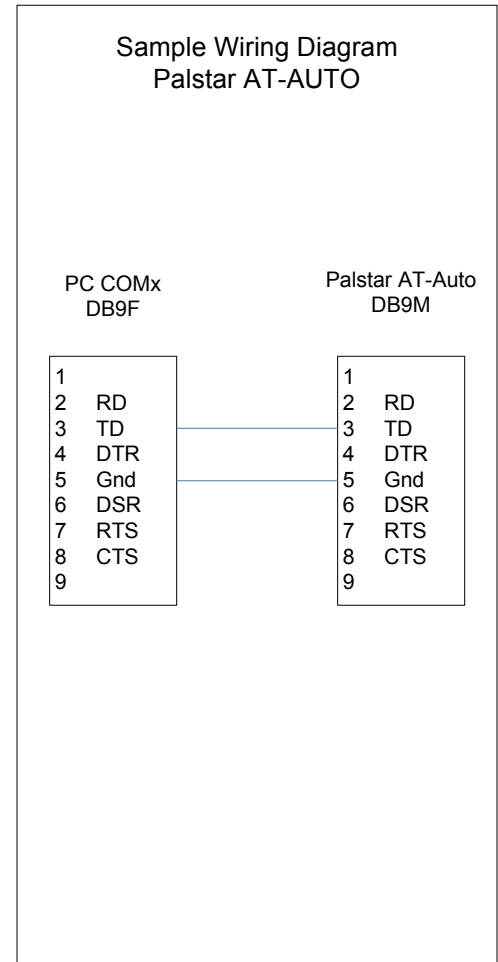 Sample Wiring Diagram
Palstar AT-AUTO
PC COMx
DB9F
Palstar AT-Auto
DB9M
1
2 RD
3 TD
4 DTR
5 Gnd
6 DSR
7 RTS
8 CTS
9
1
2 RD
3 TD
4 DTR
5 Gnd
6 DSR
7 RTS
8 CTS
9